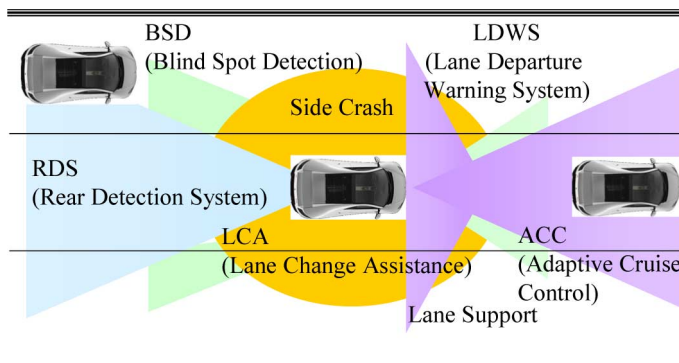 BSD
(Blind Spot Detection)
LDWS
(Lane Departure
Warning System)
Side Crash
RDS
(Rear Detection System)
LCA
(Lane Change Assistance)
ACC
(Adaptive Cruise
Control)
Lane Support